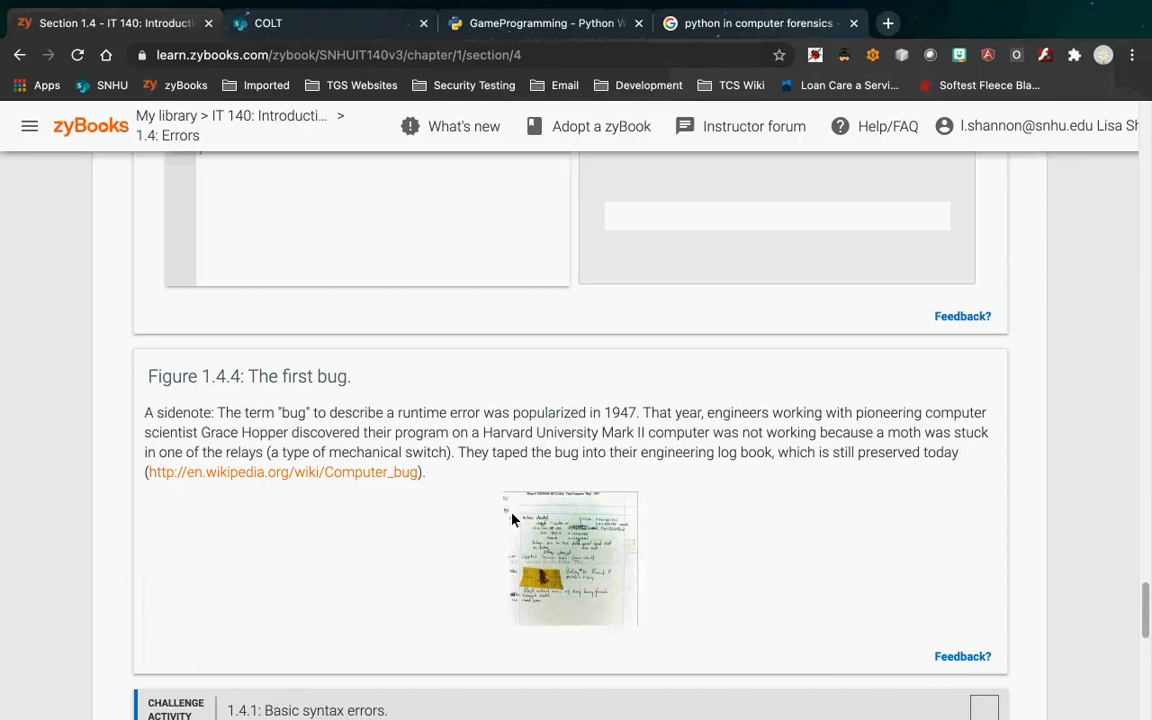 Section 1.4 - IT 140: Introducti
COLT
GameProgramming - Python W
python in computer forensics -
learn.zybooks.com/zybook/SNHUIT140v3/chapter/1/section/4
Apps
SNHU
zyBooks
Imported
TGS Websites
Security Testing
Email
Development
TCS Wiki
Loan Care a Servi...
Softest Fleece Bla...
zyBooks
My library > IT 140: Introducti... >
1.4: Errors
What's new
Adopt a zyBook
Instructor forum
Help/FAQ
l.shannon@snhu.edu Lisa Sh
Feedback?
Figure 1.4.4: The first bug.
A sidenote: The term "bug" to describe a runtime error was popularized in 1947. That year, engineers working with pioneering computer
scientist Grace Hopper discovered their program on a Harvard University Mark II computer was not working because a moth was stuck
in one of the relays (a type of mechanical switch). They taped the bug into their engineering log book, which is still preserved today
(http://en.wikipedia.org/wiki/Computer_bug).
Feedback?
CHALLENGE
ACTIVITY
1.4.1: Basic syntax errors.